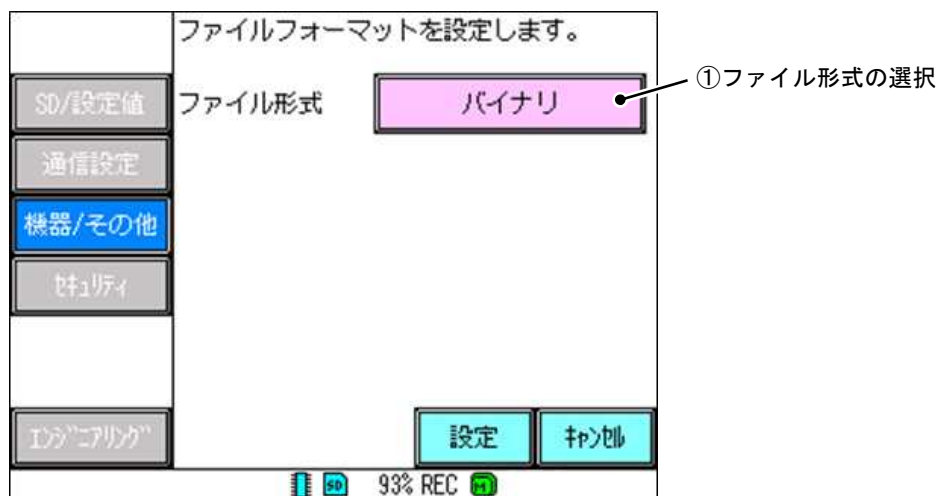 ファイルフォーマットを設定します。
SD/設定値
ファイル形式
バイナリ
①ファイル形式の選択
通信設定
機器/その他
ｾｷｭﾘﾃｨ
ｴﾝｼﾞﾆｱﾘﾝｸﾞ
設定
ｷｬﾝｾﾙ
SD
93% REC
M